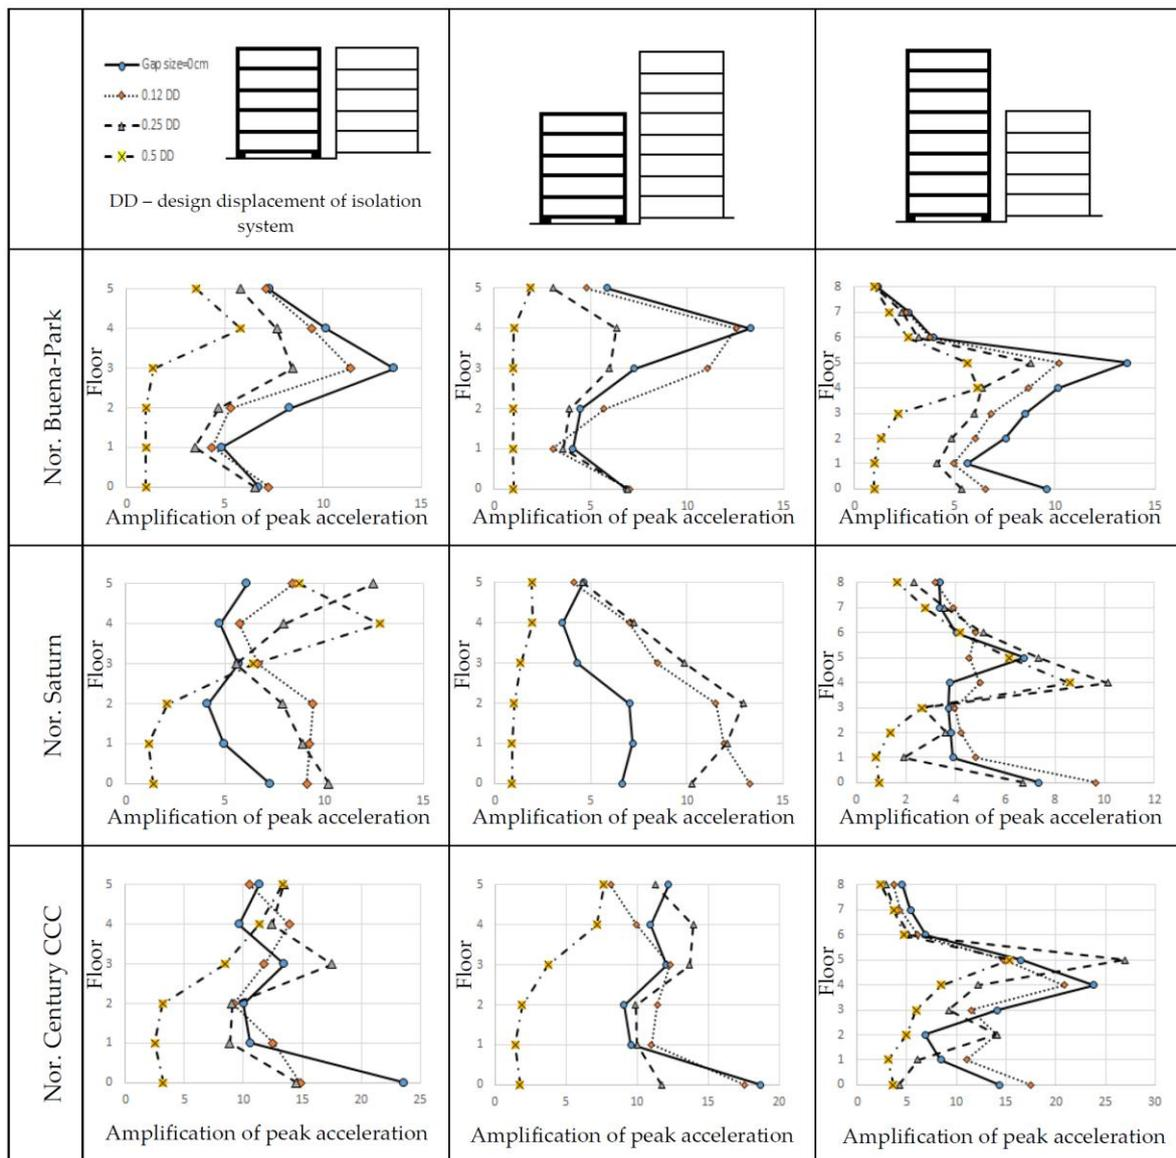 Gap size=0cm
0.12 DD
0.25 DD
0.5 DD
DD – design displacement of isolation
system
Nor. Buena-Park
Floor
5
4
3
2
1
0
0 5 10 15
Amplification of peak acceleration
Floor
5
4
3
2
1
0
0 5 10 15
Amplification of peak acceleration
Floor
8
7
6
5
4
3
2
1
0
0 5 10 15
Amplification of peak acceleration
Nor. Saturn
Floor
5
4
3
2
1
0
0 5 10 15
Amplification of peak acceleration
Floor
5
4
3
2
1
0
0 5 10 15
Amplification of peak acceleration
Floor
8
7
6
5
4
3
2
1
0
0 2 4 6 8 10 12
Amplification of peak acceleration
Nor. Century CCC
Floor
5
4
3
2
1
0
0 5 10 15 20 25
Amplification of peak acceleration
Floor
5
4
3
2
1
0
0 5 10 15 20
Amplification of peak acceleration
Floor
8
7
6
5
4
3
2
1
0
0 5 10 15 20 25 30
Amplification of peak acceleration